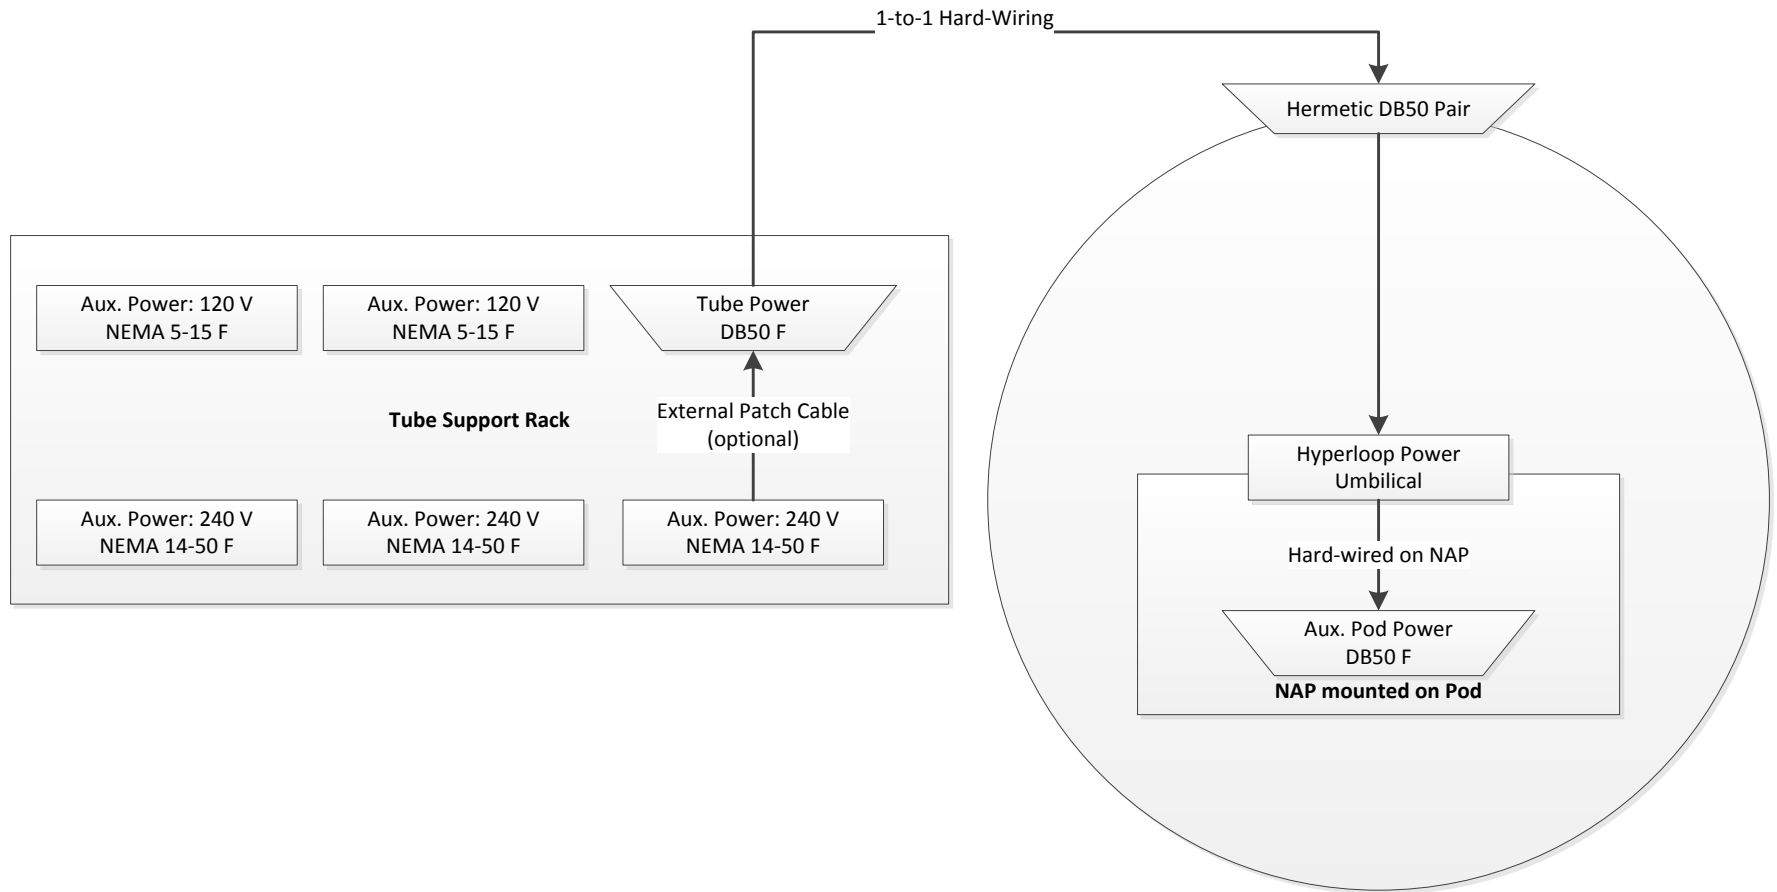 1-to-1 Hard-Wiring
Hermetic DB50 Pair
Aux. Power: 120 V
NEMA 5-15 F
Aux. Power: 120 V
NEMA 5-15 F
Tube Power
DB50 F
Tube Support Rack
External Patch Cable
(optional)
Aux. Power: 240 V
NEMA 14-50 F
Aux. Power: 240 V
NEMA 14-50 F
Aux. Power: 240 V
NEMA 14-50 F
Hyperloop Power
Umbilical
Hard-wired on NAP
Aux. Pod Power
DB50 F
NAP mounted on Pod